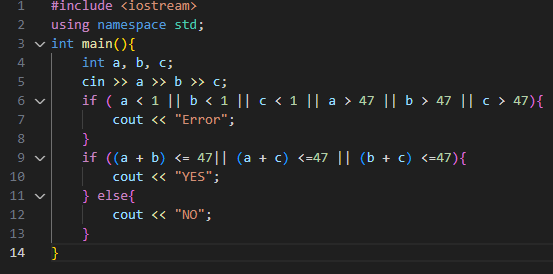 1 #include <iostream>
2 using namespace std;
3 int main(){
4 int a, b, c;
5 cin >> a >> b >> c;
6 if ( a < 1 || b < 1 || c < 1 || a > 47 || b > 47 || c > 47){
7 cout << "Error";
8 }
9 if ((a + b) <= 47|| (a + c) <=47 || (b + c) <=47){
10 cout << "YES";
11 } else{
12 cout << "NO";
13 }
14 }